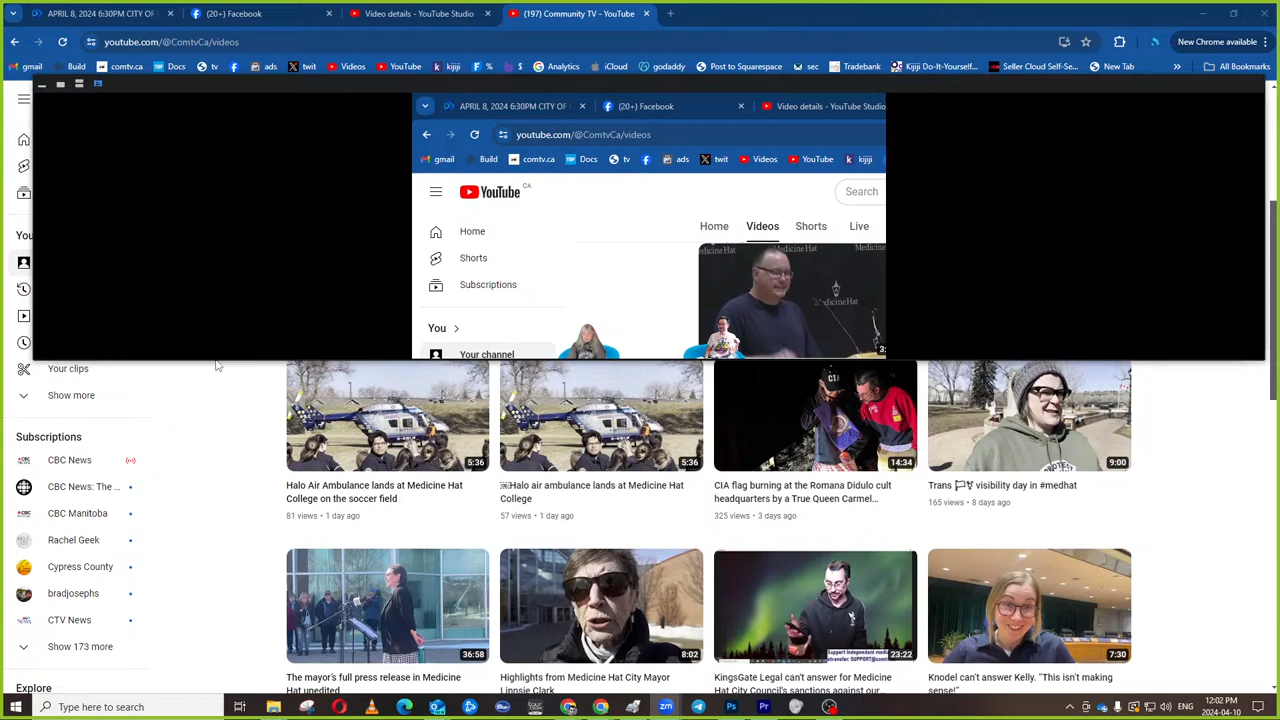 APRIL 8, 2024 6:30PM CITY OF
(20+) Facebook
Video details - YouTube Studio
(197) Community TV - YouTube
youtube.com/@ComtvCa/videos
New Chrome available
gmail
Build
comtv.ca
Docs
tv
ads
twit
Videos
YouTube
kijiji
%
$
Analytics
iCloud
godaddy
Post to Squarespace
sec
Tradebank
Kijiji Do-It-Yourself...
Seller Cloud Self-Se...
New Tab
All Bookmarks
APRIL 8, 2024 6:30PM CITY OF
(20+) Facebook
Video details - YouTube Studio
youtube.com/@ComtvCa/videos
gmail
Build
comtv.ca
Docs
tv
ads
twit
Videos
YouTube
kijiji
YouTube CA
Search
Home
Videos
Shorts
Live
Home
Shorts
Subscriptions
You
Your channel
Medicine Hat
You
Your clips
Show more
Subscriptions
CBC News
CBC News: The ...
CBC Manitoba
Rachel Geek
Cypress County
bradjosephs
CTV News
Show 173 more
Explore
5:36
Halo Air Ambulance lands at Medicine Hat
College on the soccer field
81 views • 1 day ago
5:36
Halo air ambulance lands at Medicine Hat
College
57 views • 1 day ago
CIA
14:34
CIA flag burning at the Romana Didulo cult
headquarters by a True Queen Carmel...
325 views • 3 days ago
9:00
Trans 🏳️⚧ visibility day in #medhat
165 views • 8 days ago
36:58
The mayor's full press release in Medicine
Hat unedited
8:02
Highlights from Medicine Hat City Mayor
Linnsie Clark
Support independent media
23:22
KingsGate Legal can't answer for Medicine
Hat City Council's sanctions against our...
7:30
Knodel can't answer Kelly. "This isn't making
sense!"
Type here to search
ENG
12:02 PM
2024-04-10